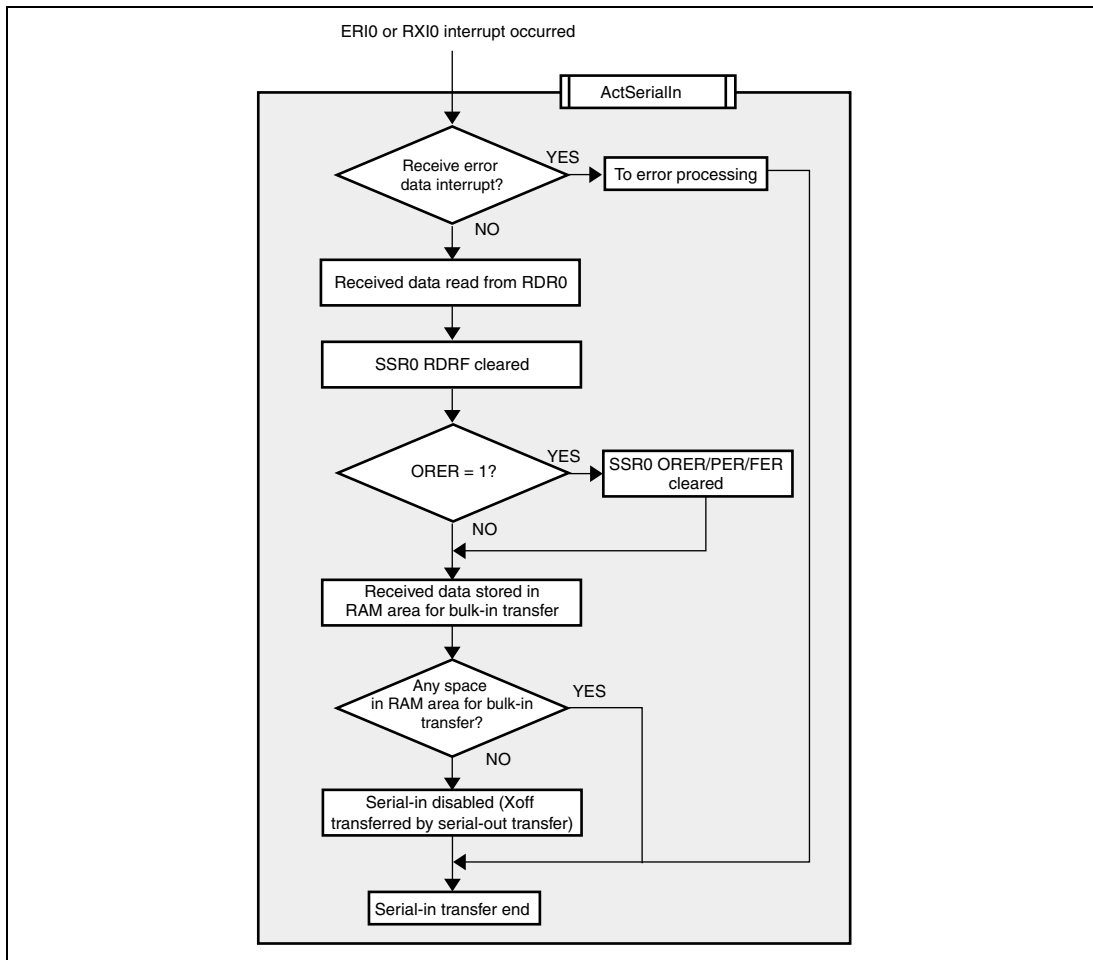 ERI0 or RXI0 interrupt occurred
ActSerialIn
Receive error
data interrupt?
YES
To error processing
NO
Received data read from RDR0
SSR0 RDRF cleared
ORER = 1?
YES
SSR0 ORER/PER/FER
cleared
NO
Received data stored in
RAM area for bulk-in transfer
Any space
in RAM area for bulk-in
transfer?
YES
NO
Serial-in disabled (Xoff
transferred by serial-out transfer)
Serial-in transfer end